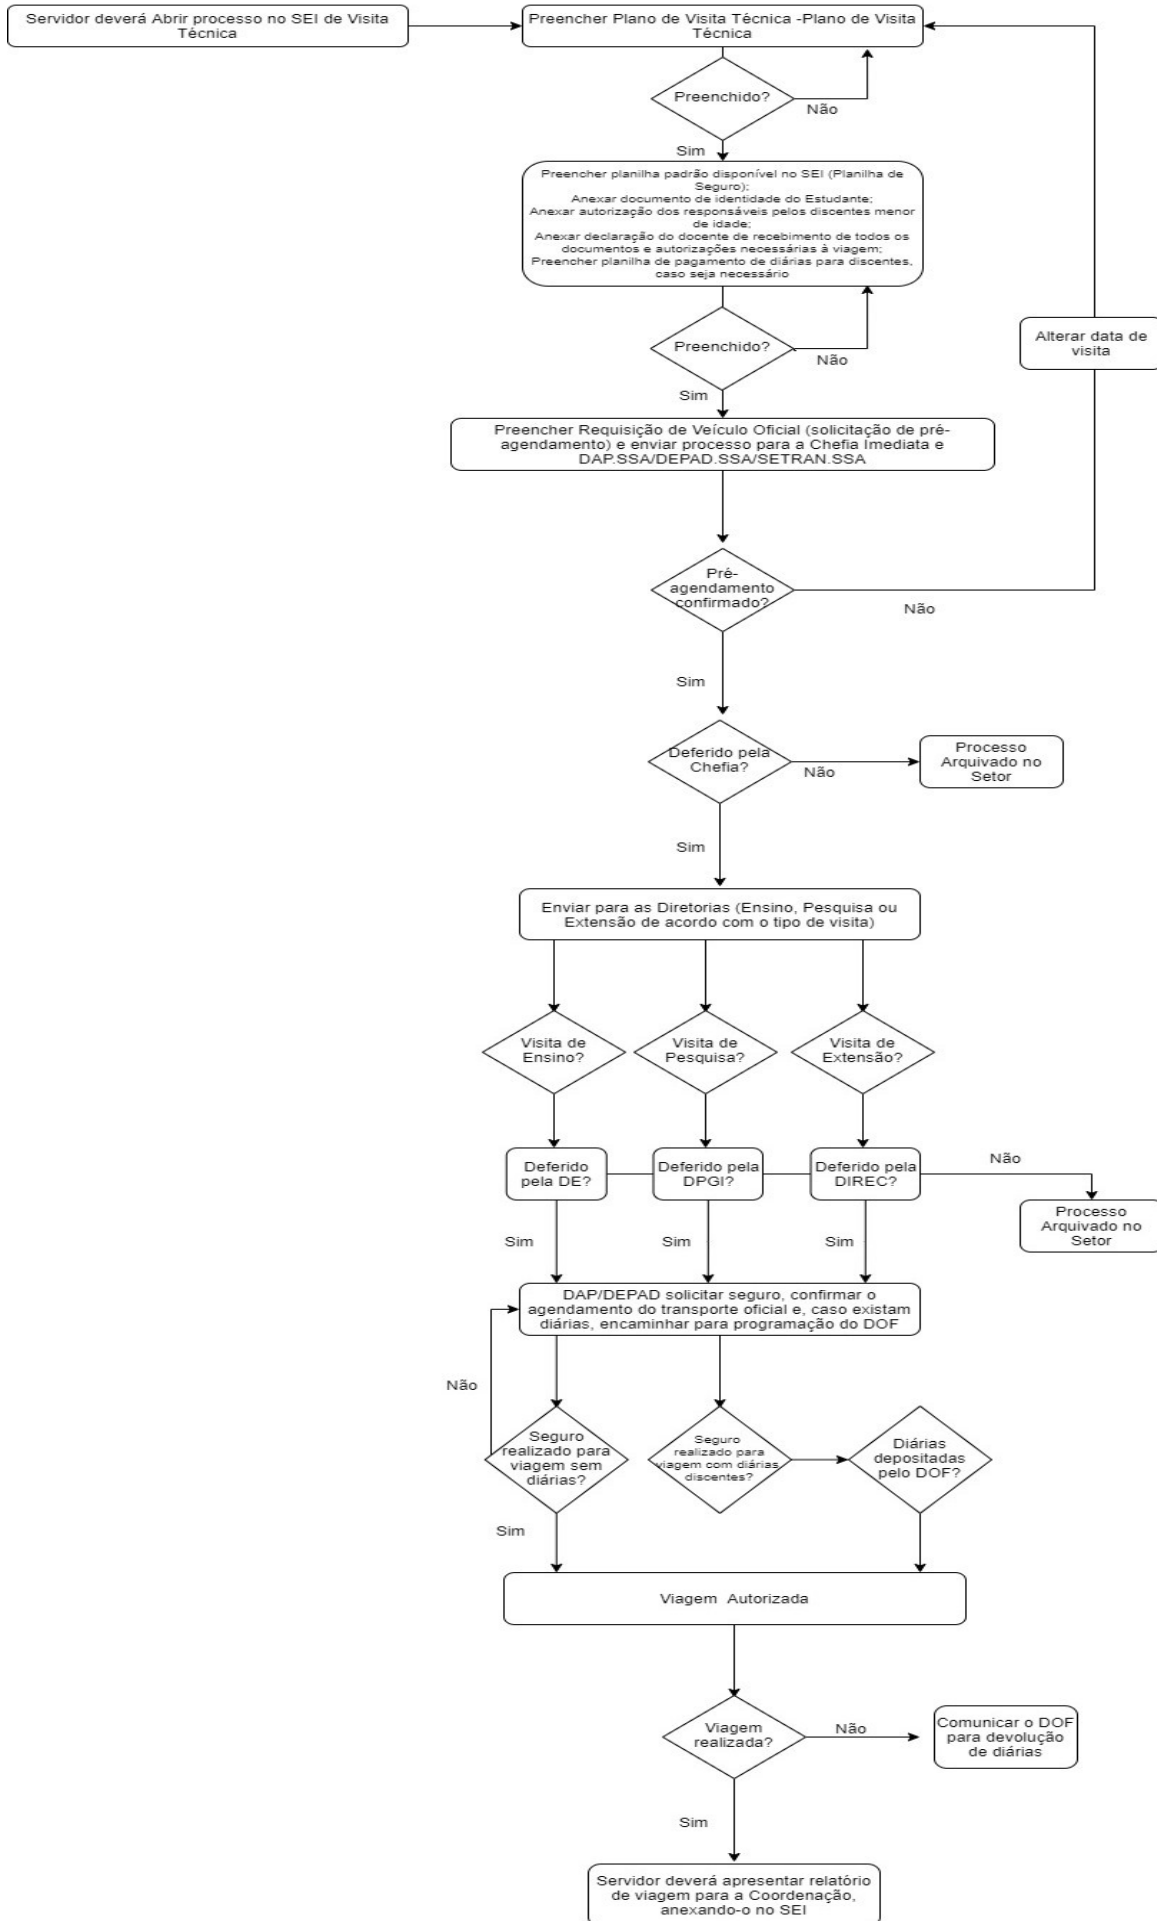 Servidor deverá Abrir processo no SEI de Visita
Técnica
Preencher Plano de Visita Técnica -Plano de Visita
Técnica
Preenchido?
Não
Sim
Preencher planilha padrão disponível no SEI (Planilha de
Seguro);
Anexar documento de identidade do Estudante;
Anexar autorização dos responsáveis pelos discentes menor
de idade;
Anexar declaração do docente de recebimento de todos os
documentos e autorizações necessárias à viagem;
Preencher planilha de pagamento de diárias para discentes,
caso seja necessário
Alterar data de
visita
Preenchido?
Não
Sim
Preencher Requisição de Veículo Oficial (solicitação de pré-
agendamento) e enviar processo para a Chefia Imediata e
DAP.SSA/DEPAD.SSA/SETRAN.SSA
Pré-
agendamento
confirmado?
Não
Sim
Deferido pela
Chefia?
Não
Processo
Arquivado no
Setor
Sim
Enviar para as Diretorias (Ensino, Pesquisa ou
Extensão de acordo com o tipo de visita)
Visita de
Ensino?
Visita de
Pesquisa?
Visita de
Extensão?
Deferido
pela DE?
Deferido pela
DPGI?
Deferido pela
DIREC?
Não
Processo
Arquivado no
Setor
Sim
Sim
Sim
DAP/DEPAD solicitar seguro, confirmar o
agendamento do transporte oficial e, caso existam
diárias, encaminhar para programação do DOF
Não
Seguro
realizado para
viagem sem
diárias?
Seguro
realizado para
viagem com diárias
discentes?
Diárias
depositadas
pelo DOF?
Sim
Viagem Autorizada
Viagem
realizada?
Não
Comunicar o DOF
para devolução
de diárias
Sim
Servidor deverá apresentar relatório
de viagem para a Coordenação,
anexando-o no SEI